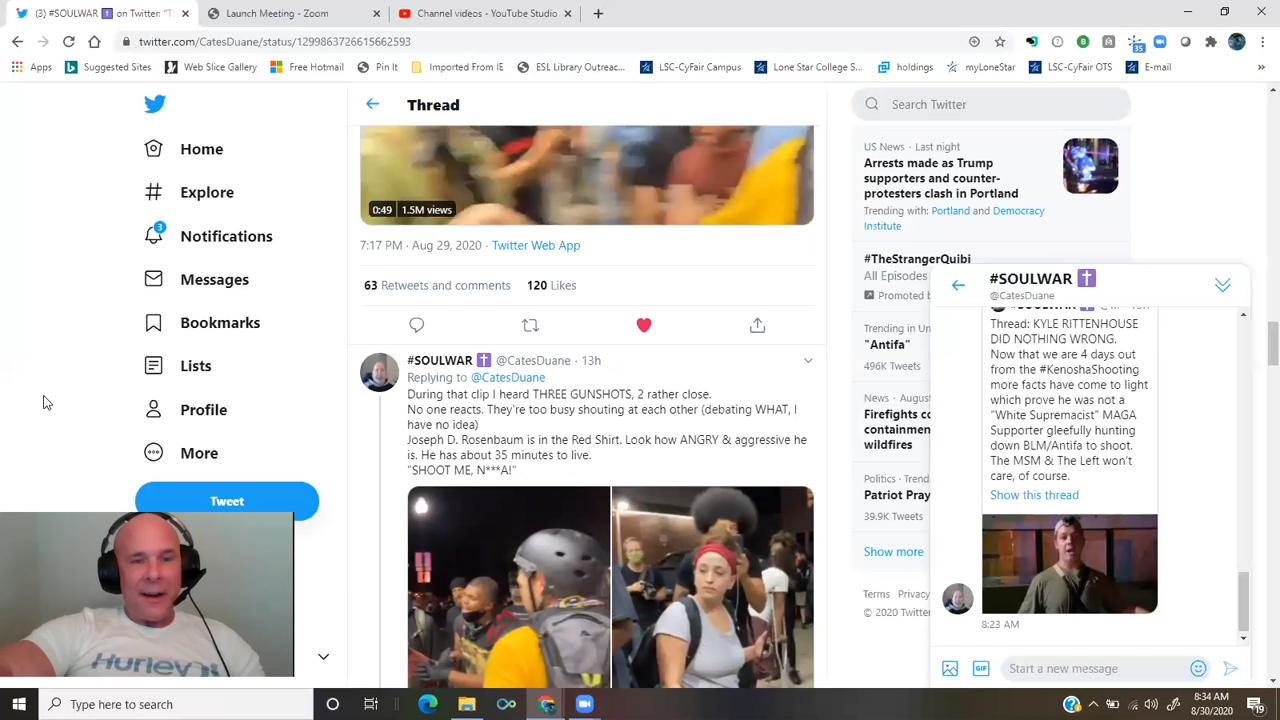 (3) #SOULWAR ✝ on Twitter: "T
Launch Meeting - Zoom
Channel videos - YouTube Studio
twitter.com/CatesDuane/status/1299863726615662593
35
Apps
Suggested Sites
Web Slice Gallery
Free Hotmail
Pin It
Imported From IE
ESL Library Outreac...
LSC-CyFair Campus
Lone Star College S...
holdings
myLoneStar
LSC-CyFair OTS
E-mail
Home
Explore
3
Notifications
Messages
Bookmarks
Lists
Profile
More
Tweet
Hurley
Thread
0:49 1.5M views
7:17 PM · Aug 29, 2020 · Twitter Web App
63 Retweets and comments 120 Likes
#SOULWAR ✝ @CatesDuane · 13h
Replying to @CatesDuane
During that clip I heard THREE GUNSHOTS, 2 rather close.
No one reacts. They're too busy shouting at each other (debating WHAT, I
have no idea)
Joseph D. Rosenbaum is in the Red Shirt. Look how ANGRY & aggressive he
is. He has about 35 minutes to live.
"SHOOT ME, N***A!"
Search Twitter
US News · Last night
Arrests made as Trump
supporters and counter-
protesters clash in Portland
Trending with: Portland and Democracy
Institute
#TheStrangerQuibi
All Episodes
Promoted b
Trending in Un
"Antifa"
496K Tweets
News · August
Firefights co
containment
wildfires
Politics · Trend
Patriot Pray
39.9K Tweets
Show more
Terms Privacy
© 2020 Twitter
#SOULWAR ✝
@CatesDuane
Thread: KYLE RITTENHOUSE
DID NOTHING WRONG.
Now that we are 4 days out
from the #KenoshaShooting
more facts have come to light
which prove he was not a
"White Supremacist" MAGA
Supporter gleefully hunting
down BLM/Antifa to shoot.
The MSM & The Left won't
care, of course.
Show this thread
8:23 AM
GIF
Start a new message
Type here to search
8:34 AM
8/30/2020
19